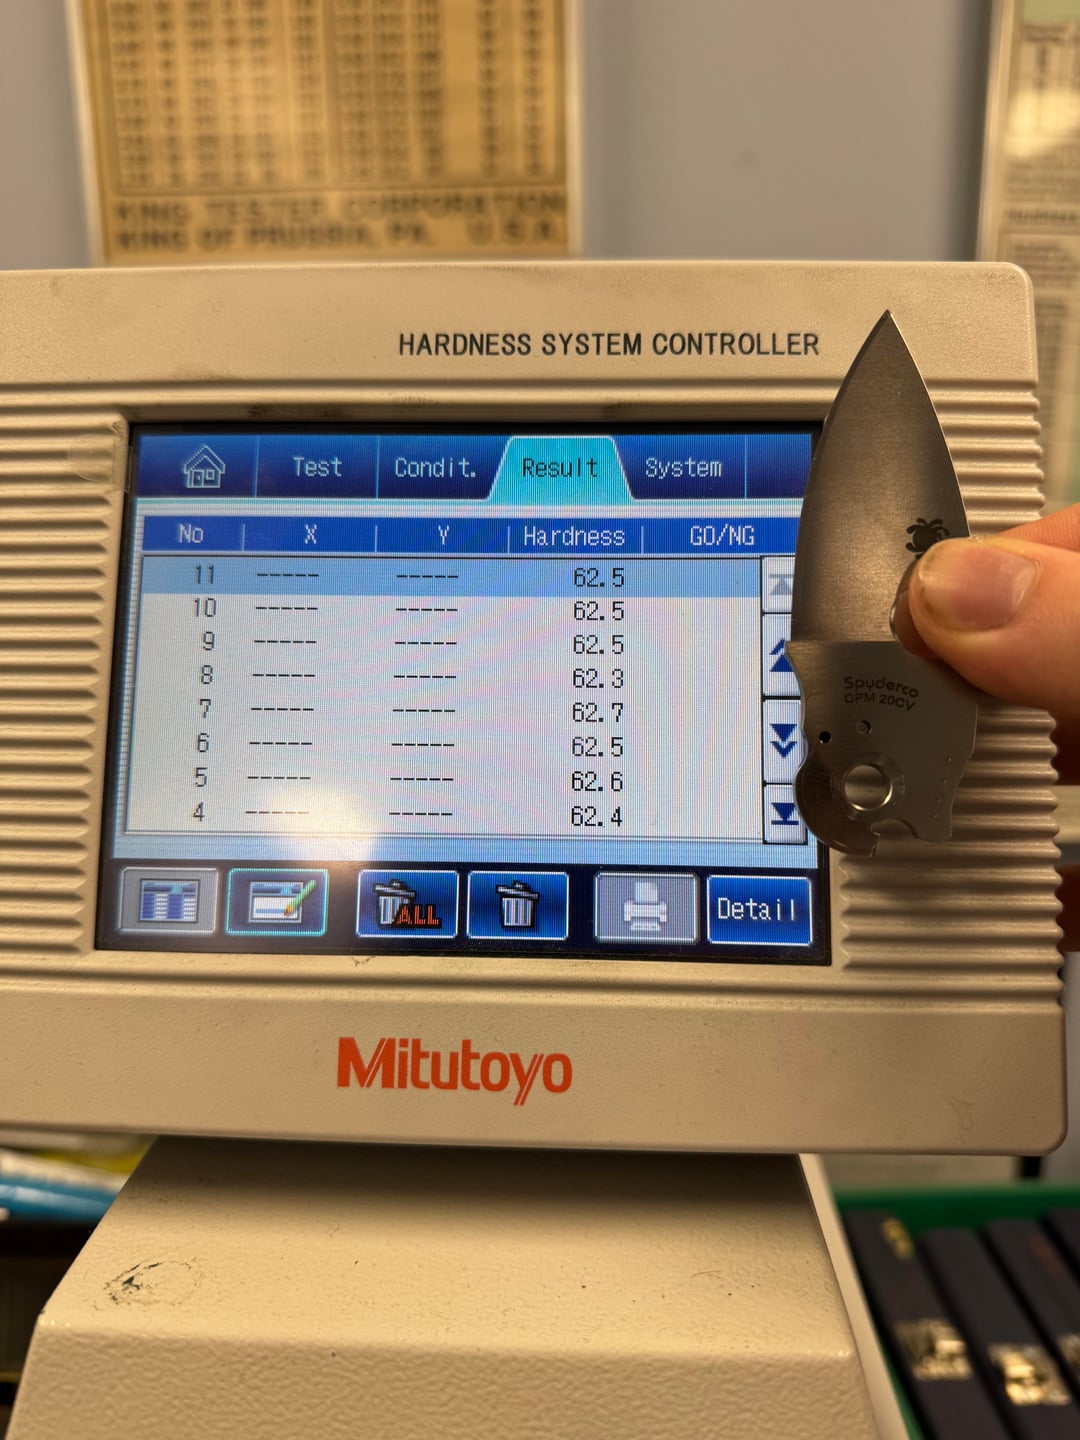 KING TESTER CORPORATION
KING OF PRUSSIA, PA. U.S.A.
HARDNESS SYSTEM CONTROLLER
Test Condit. Result System
No X Y Hardness GO/NG
11 ----- ----- 62.5
10 ----- ----- 62.5
9 ----- ----- 62.5
8 ----- ----- 62.3
7 ----- ----- 62.7
6 ----- ----- 62.5
5 ----- ----- 62.6
4 ----- ----- 62.4
ALL Detail
Spyderco
CPM 20CV
Mitutoyo